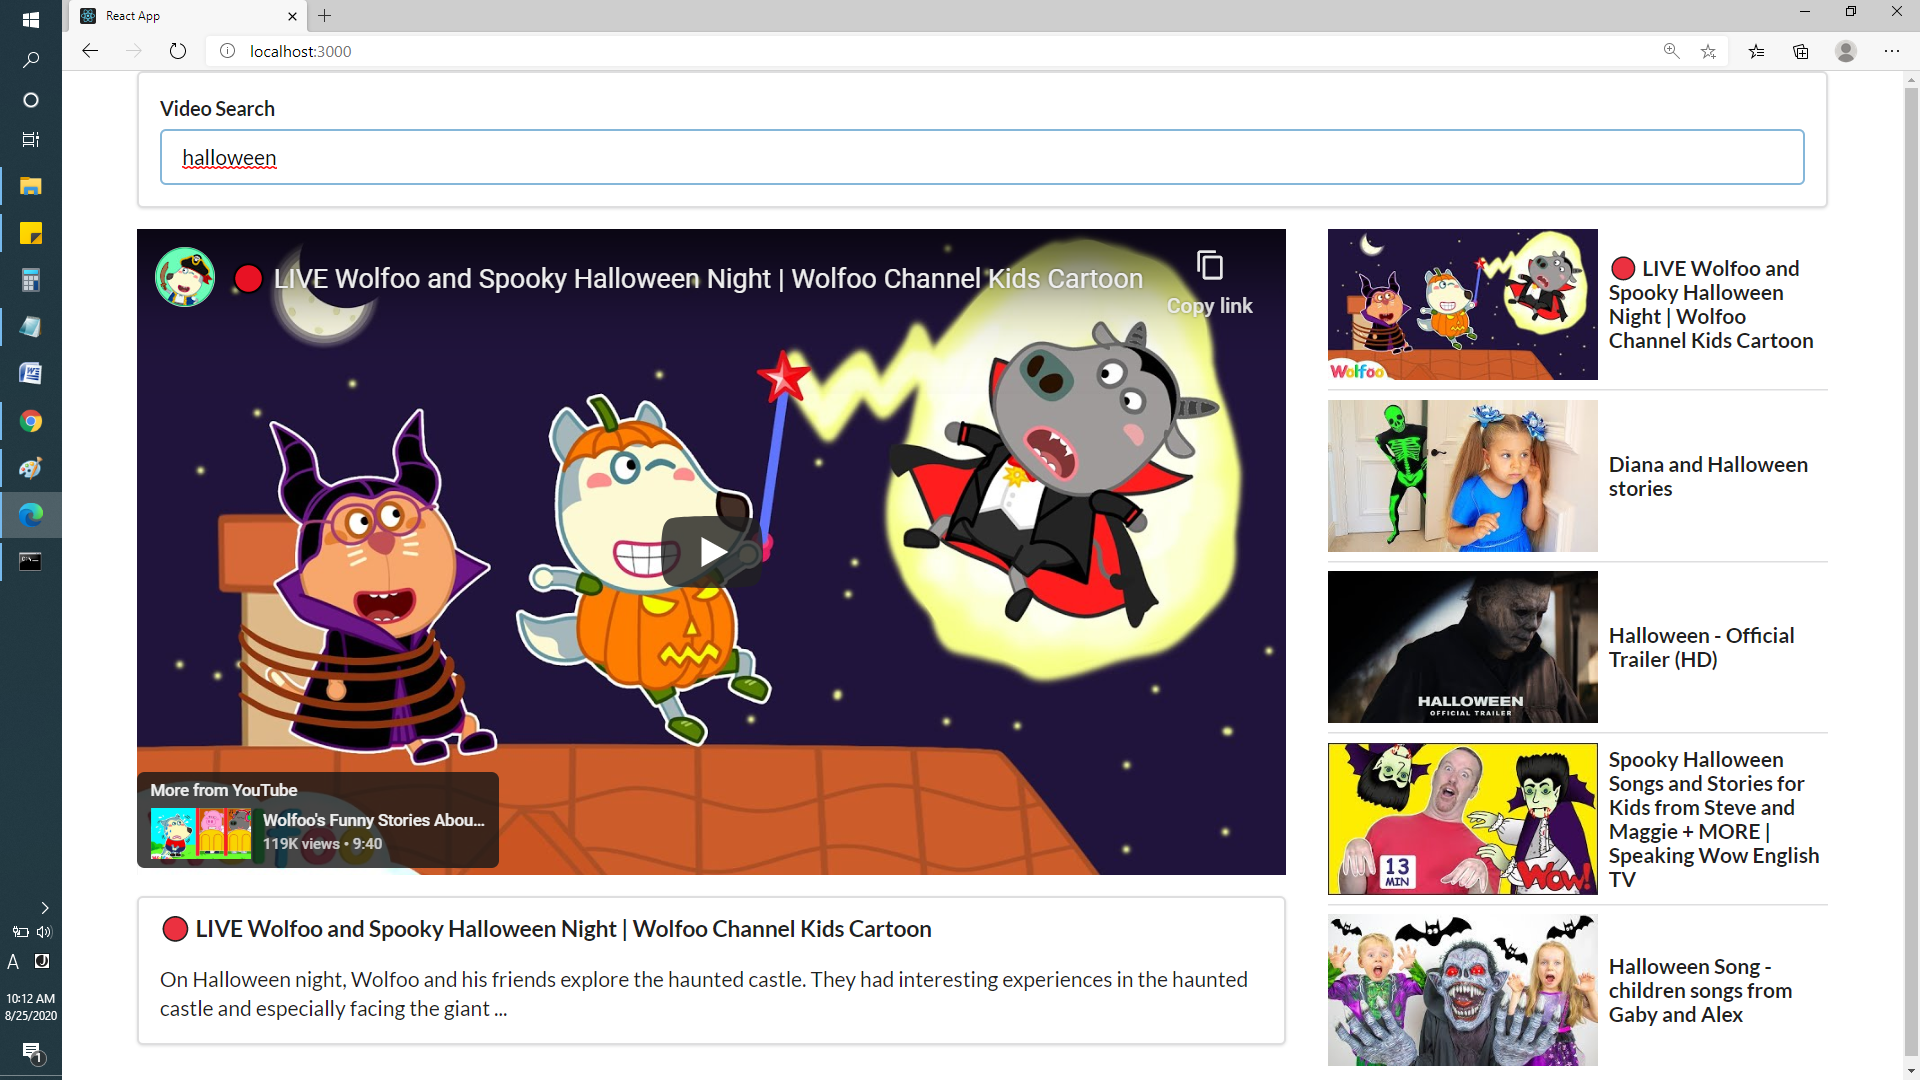 React App
localhost:3000
Video Search
halloween
LIVE Wolfoo and Spooky Halloween Night | Wolfoo Channel Kids Cartoon
Copy link
More from YouTube
Wolfoo's Funny Stories Abou...
119K views • 9:40
🔴 LIVE Wolfoo and Spooky Halloween Night | Wolfoo Channel Kids Cartoon
On Halloween night, Wolfoo and his friends explore the haunted castle. They had interesting experiences in the haunted
castle and especially facing the giant ...
Wolfoo
🔴 LIVE Wolfoo and
Spooky Halloween
Night | Wolfoo
Channel Kids Cartoon
Diana and Halloween
stories
HALLOWEEN
OFFICIAL TRAILER
Halloween - Official
Trailer (HD)
13
MIN
WOW!
Spooky Halloween
Songs and Stories for
Kids from Steve and
Maggie + MORE |
Speaking Wow English
TV
Halloween Song -
children songs from
Gaby and Alex
A
10:12 AM
8/25/2020
1